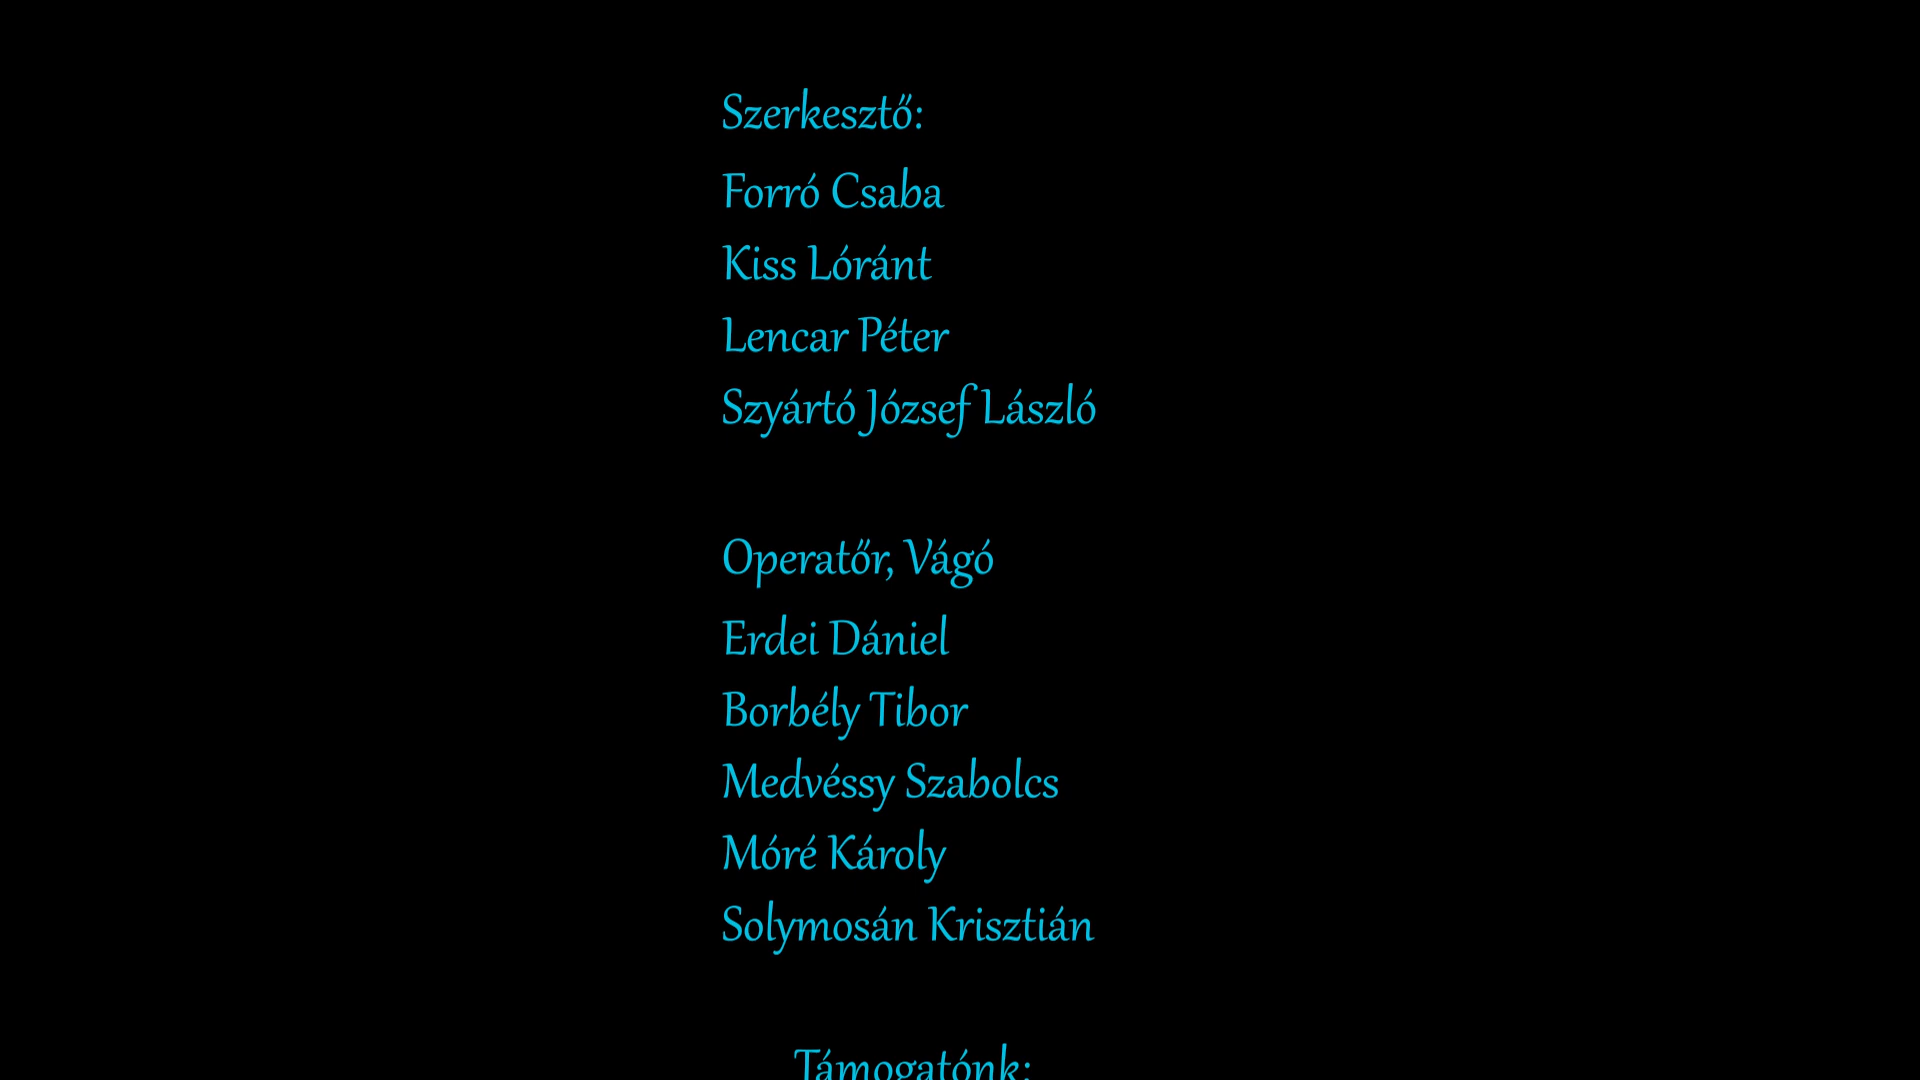 Szerkesztő:
Forró Csaba
Kiss Lóránt
Lencar Péter
Szyártó József László
Operatőr, Vágó
Erdei Dániel
Borbély Tibor
Medvéssy Szabolcs
Móré Károly
Solymosán Krisztián
Támogatónk: